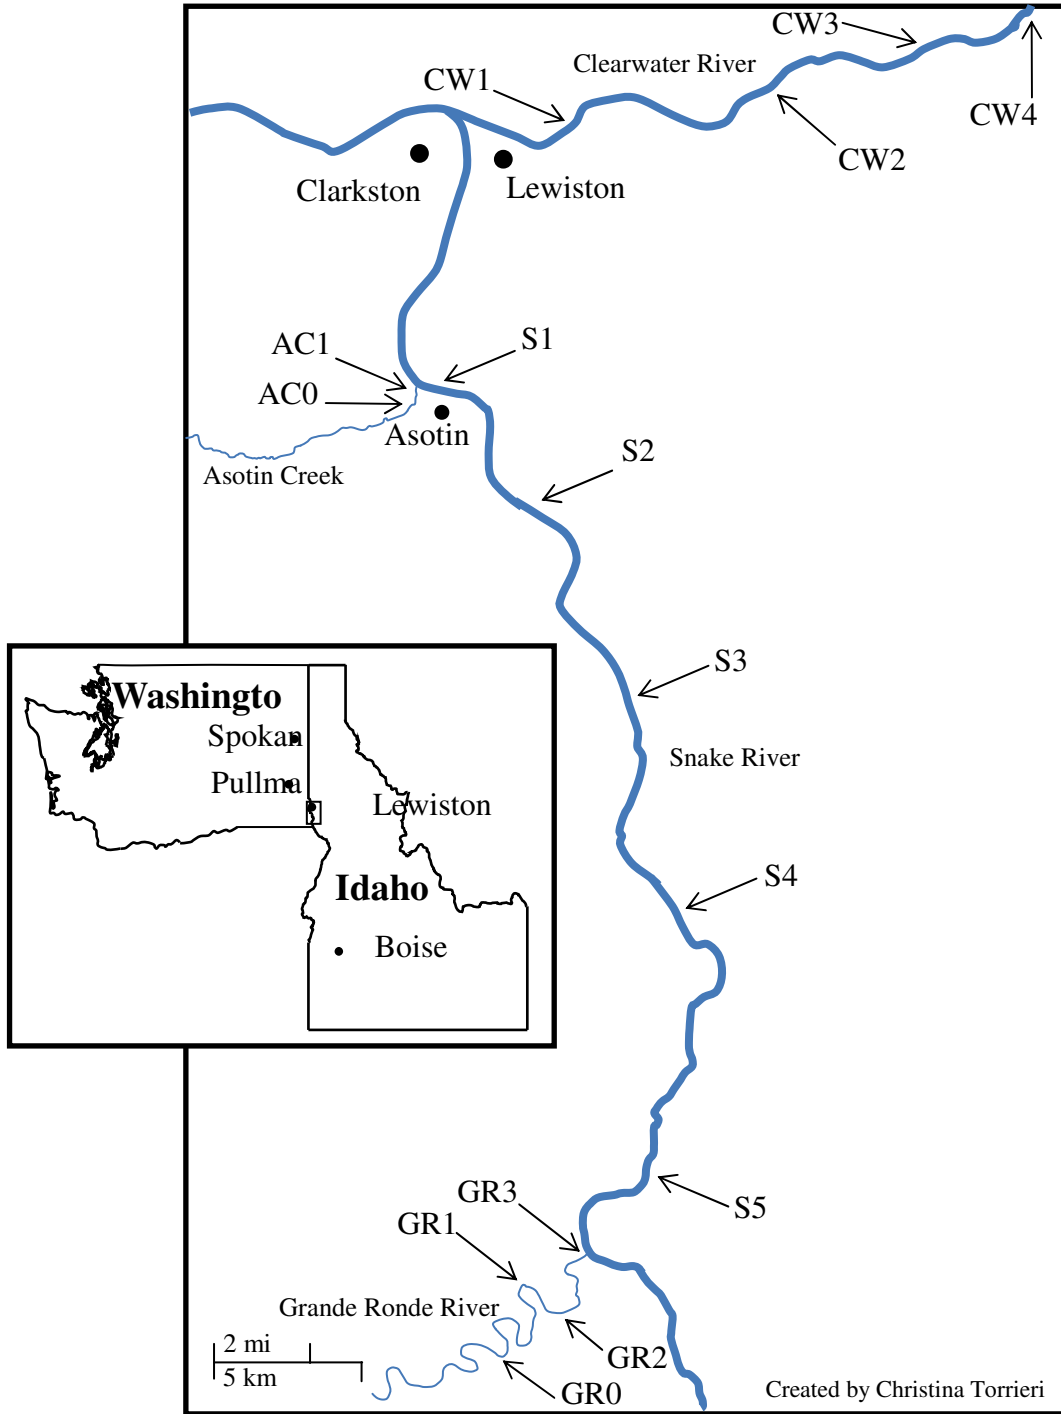 CW3
Clearwater River
CW1
CW4
CW2
Clarkston
Lewiston
AC1
S1
AC0
Asotin
S2
Asotin Creek
S3
Washingto
Spokan
Snake River
Pullma
Lewiston
S4
Idaho
Boise
GR3
S5
GR1
Grande Ronde River
2 mi
GR2
5 km
GR0
Created by Christina Torrieri